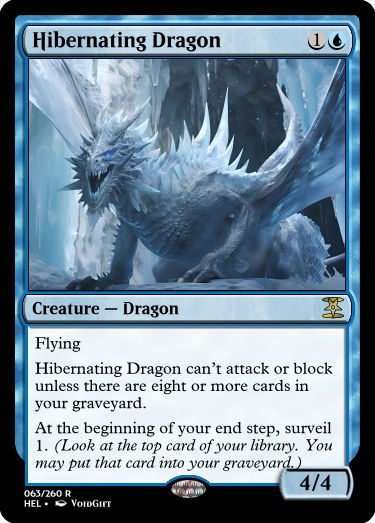 Hibernating Dragon 1
Creature — Dragon
Flying
Hibernating Dragon can't attack or block
unless there are eight or more cards in
your graveyard.
At the beginning of your end step, surveil
1. (Look at the top card of your library. You
may put that card into your graveyard.)
4/4
063/260 R
HEL • VoidGift